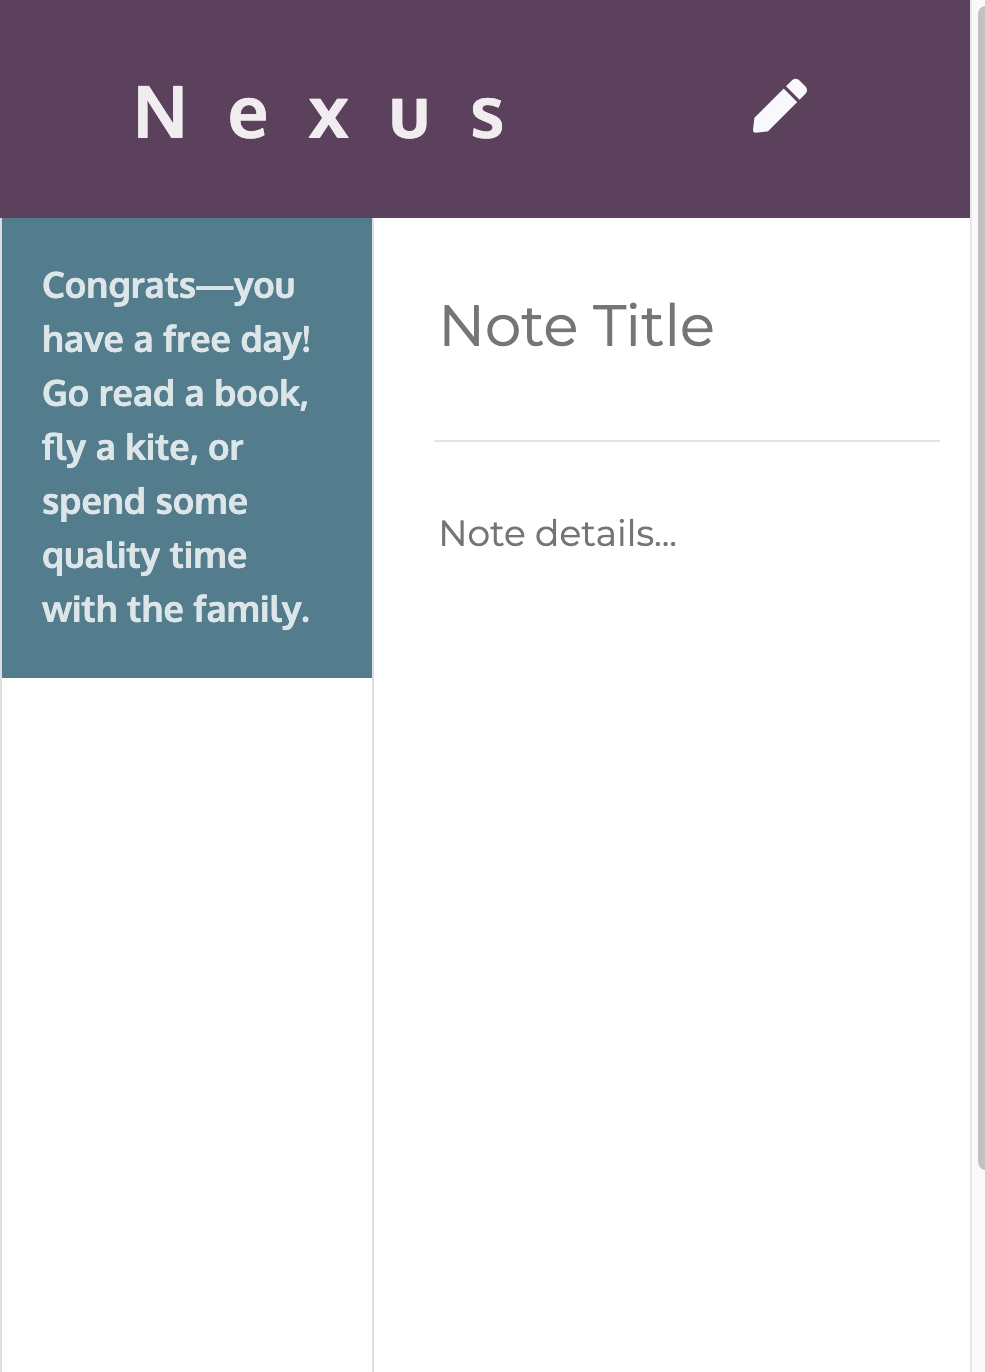 Nexus
Congrats—you
have a free day!
Go read a book,
fly a kite, or
spend some
quality time
with the family.
Note Title
Note details...